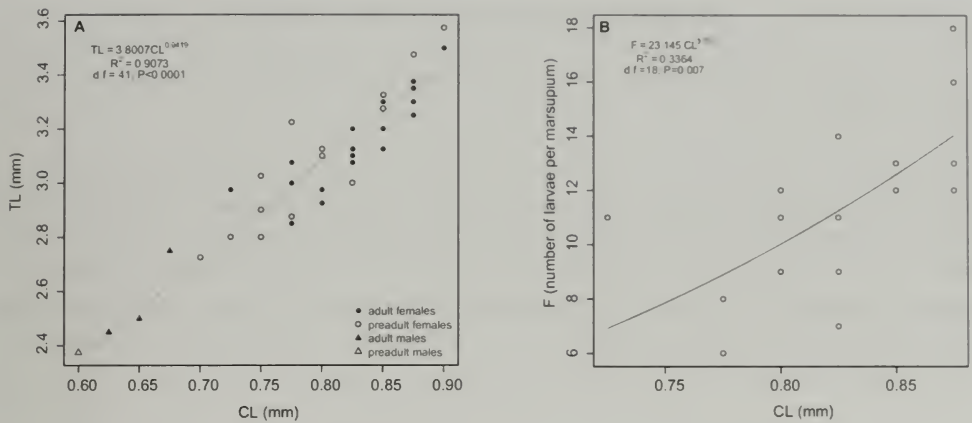 A
TL = 3.8007CL^0.9419
R² = 0.9073
d f = 41, P<0.0001
TL (mm)
3.6
3.4
3.2
3.0
2.8
2.6
2.4
● adult females
○ preadult females
▲ adult males
△ preadult males
0.60 0.65 0.70 0.75 0.80 0.85 0.90
CL (mm)
B
F = 23 145 CL
R² = 0.3364
d f =18, P=0 007
F (number of larvae per marsupium)
18
16
14
12
10
8
6
0.75 0.80 0.85
CL (mm)